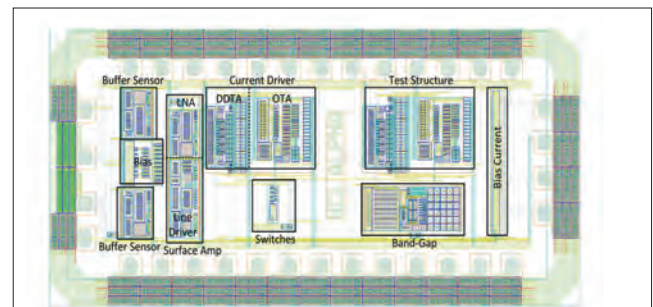 Buffer Sensor
Current Driver
Test Structure
LNA
DDTA
OTA
Bias
Bias Current
Line
Driver
Buffer Sensor
Surface Amp
Switches
Band-Gap